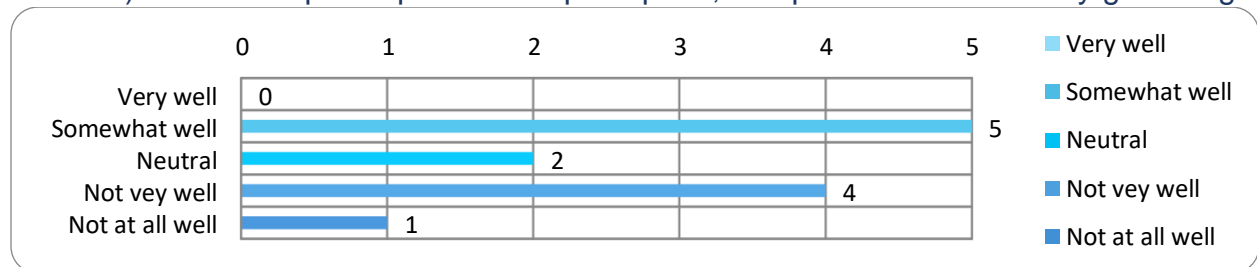 0 1 2 3 4 5
Very well 0
Somewhat well 5
Neutral 2
Not vey well 4
Not at all well 1
Very well
Somewhat well
Neutral
Not vey well
Not at all well